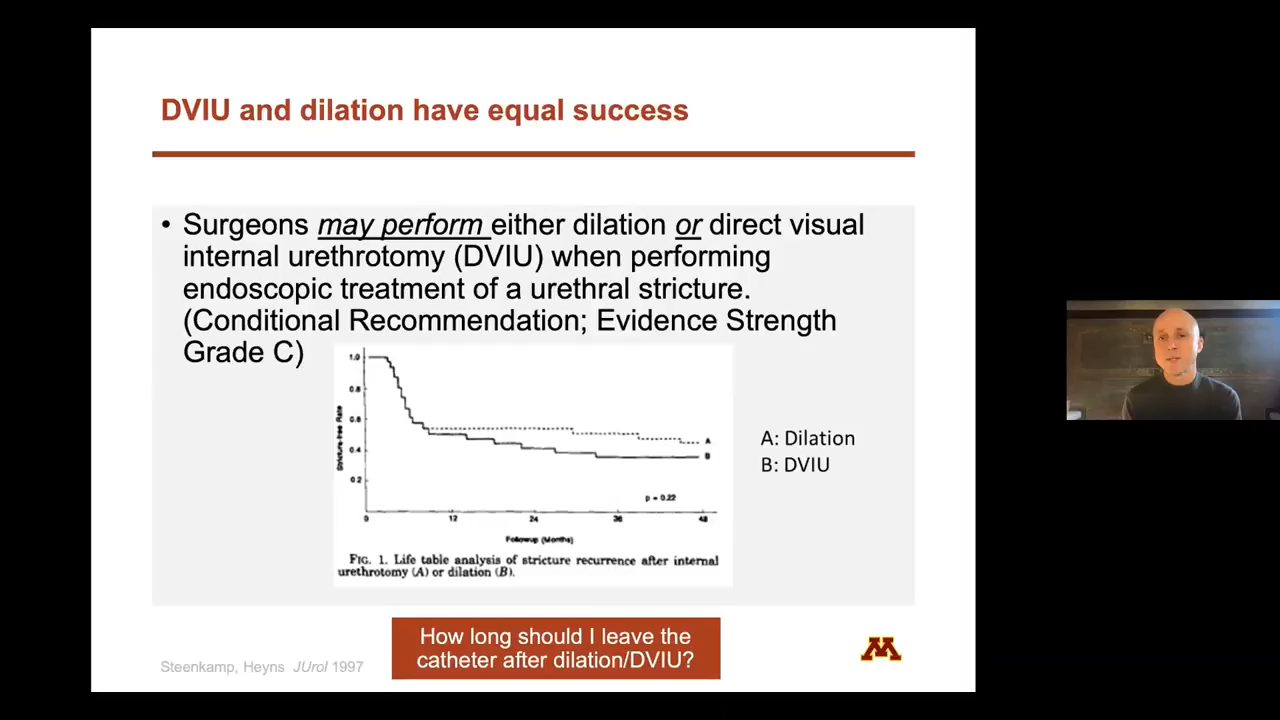 DVIU and dilation have equal success
• Surgeons may perform either dilation or direct visual
internal urethrotomy (DVIU) when performing
endoscopic treatment of a urethral stricture.
(Conditional Recommendation; Evidence Strength
Grade C)
1.0
0.8
0.6
0.4
0.2
Stricture-free Rate
A
B
p = 0.22
0
12
24
36
48
Followup (Months)
A: Dilation
B: DVIU
FIG. 1. Life table analysis of stricture recurrence after internal
urethrotomy (A) or dilation (B).
How long should I leave the
catheter after dilation/DVIU?
Steenkamp, Heyns JUrol 1997
M